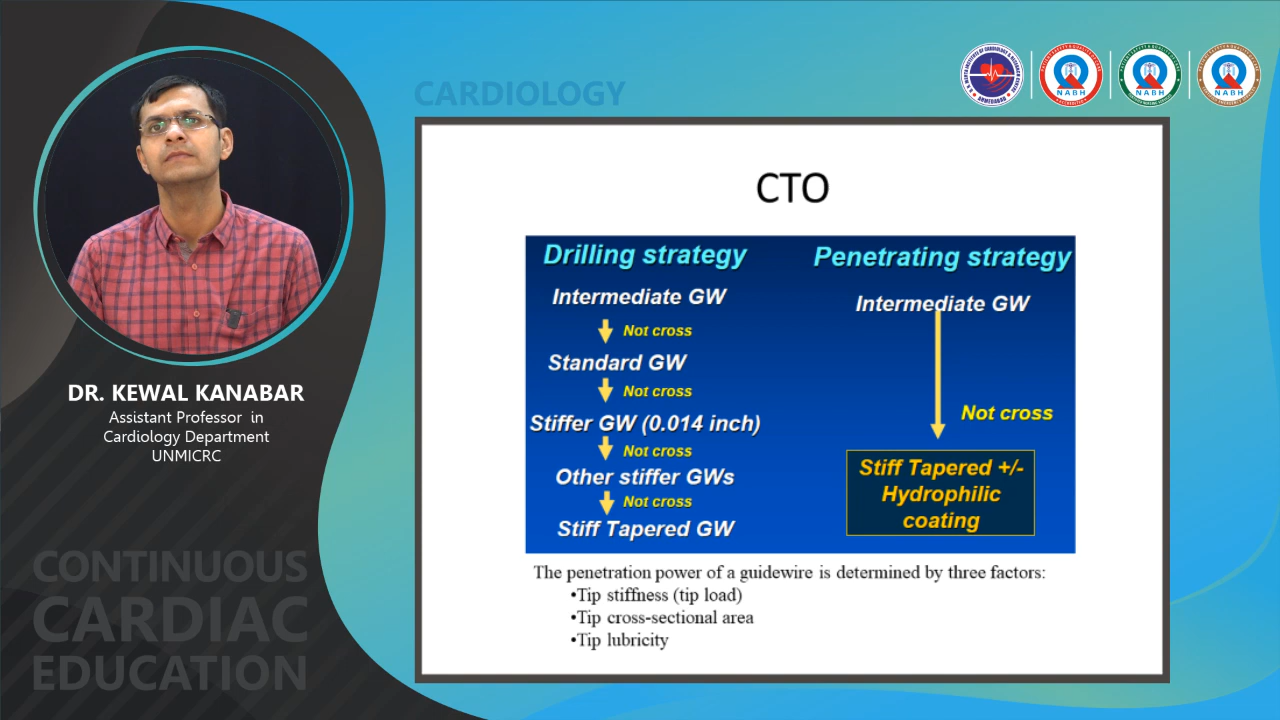 CARDIOLOGY
NABH
NABH
NABH
CTO
Drilling strategy
Intermediate GW
Not cross
Standard GW
Not cross
Stiffer GW (0.014 inch)
Not cross
Other stiffer GWs
Not cross
Stiff Tapered GW
Penetrating strategy
Intermediate GW
Not cross
Stiff Tapered +/-
Hydrophilic
coating
The penetration power of a guidewire is determined by three factors:
•Tip stiffness (tip load)
•Tip cross-sectional area
•Tip lubricity
DR. KEWAL KANABAR
Assistant Professor in
Cardiology Department
UNMICRC
CONTINUOUS
CARDIAC
EDUCATION